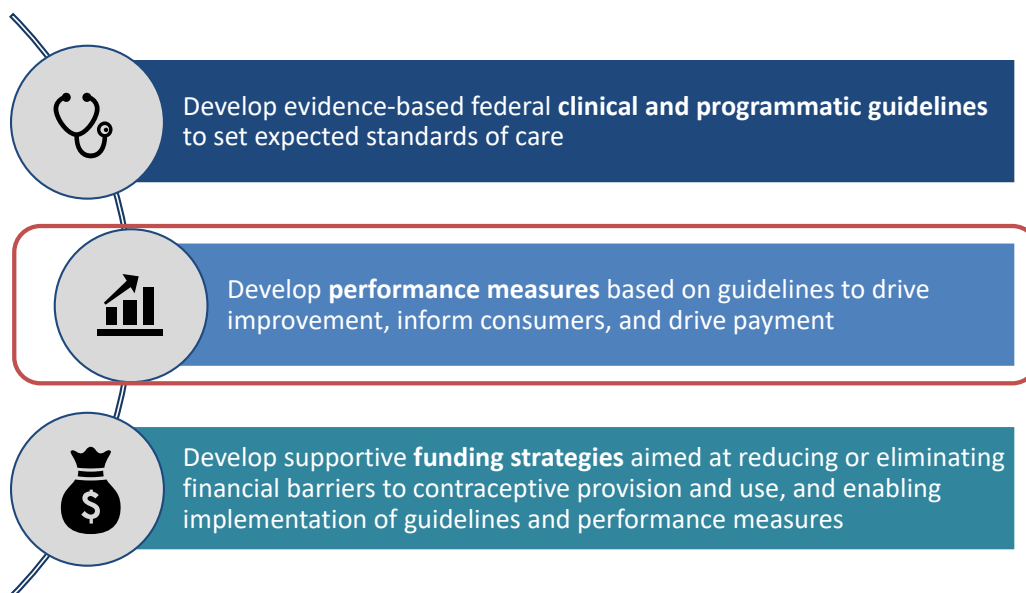 Develop evidence-based federal clinical and programmatic guidelines
to set expected standards of care
Develop performance measures based on guidelines to drive
improvement, inform consumers, and drive payment
Develop supportive funding strategies aimed at reducing or eliminating
financial barriers to contraceptive provision and use, and enabling
implementation of guidelines and performance measures
$